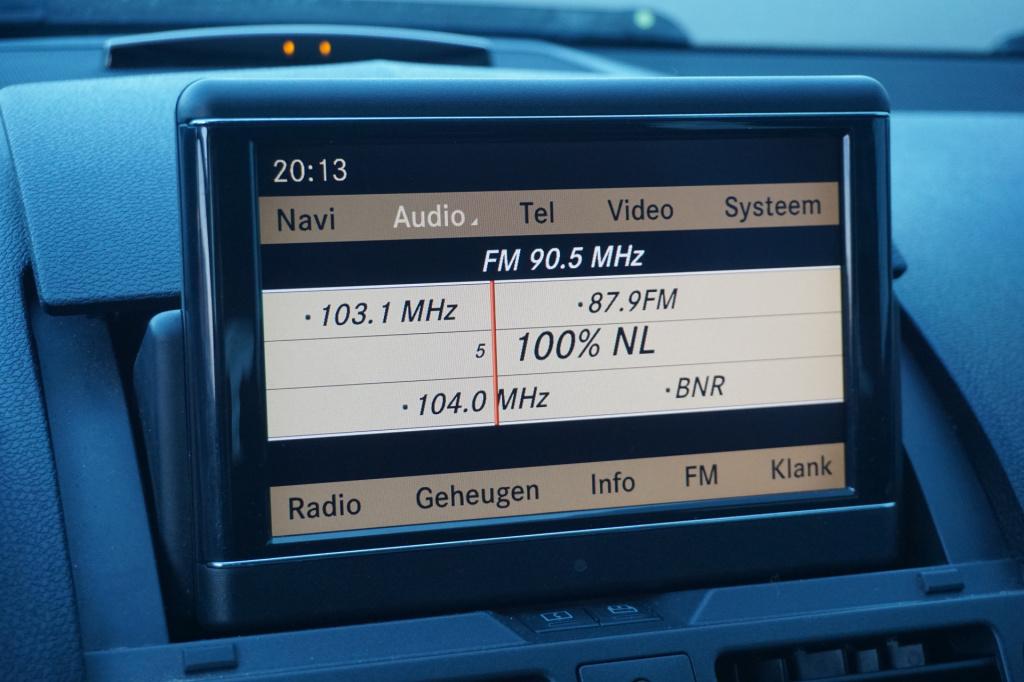 20:13
Navi Audio Tel Video Systeem
FM 90.5 MHz
· 103.1 MHz · 87.9FM
5 100% NL
· 104.0 MHz · BNR
Radio Geheugen Info FM Klank